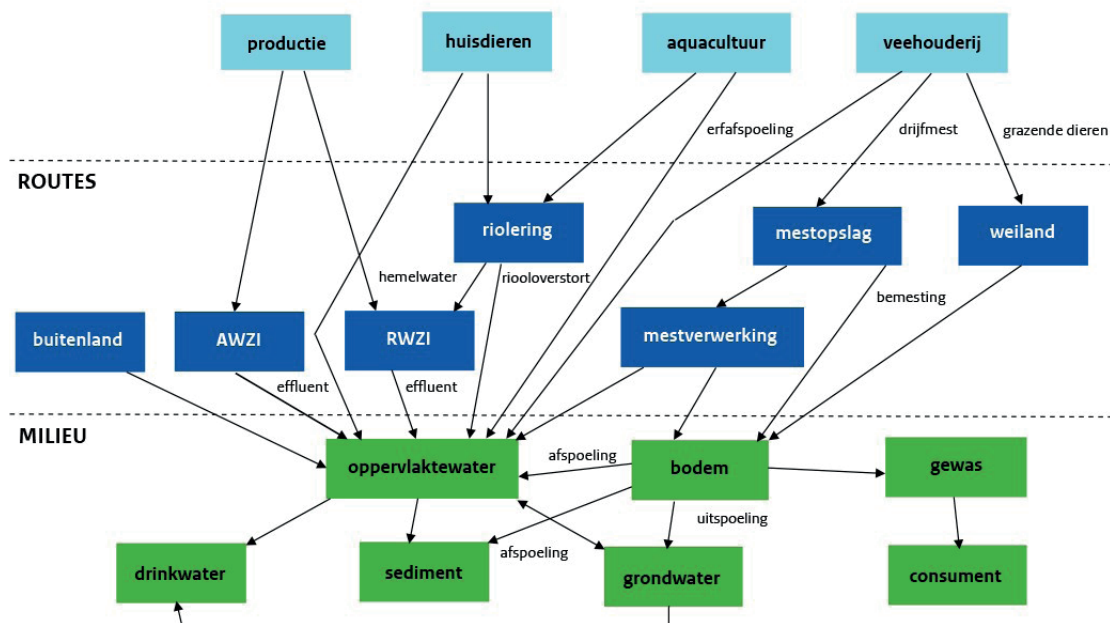 productie
huisdieren
aquacultuur
veehouderij
erfafspoeling
drijfmest
grazende dieren
ROUTES
riolering
mestopslag
weiland
hemelwater
riooloverstort
bemesting
buitenland
AWZI
RWZI
mestverwerking
effluent
effluent
MILIEU
oppervlaktewater
afspoeling
bodem
gewas
uitspoeling
afspoeling
drinkwater
sediment
grondwater
consument